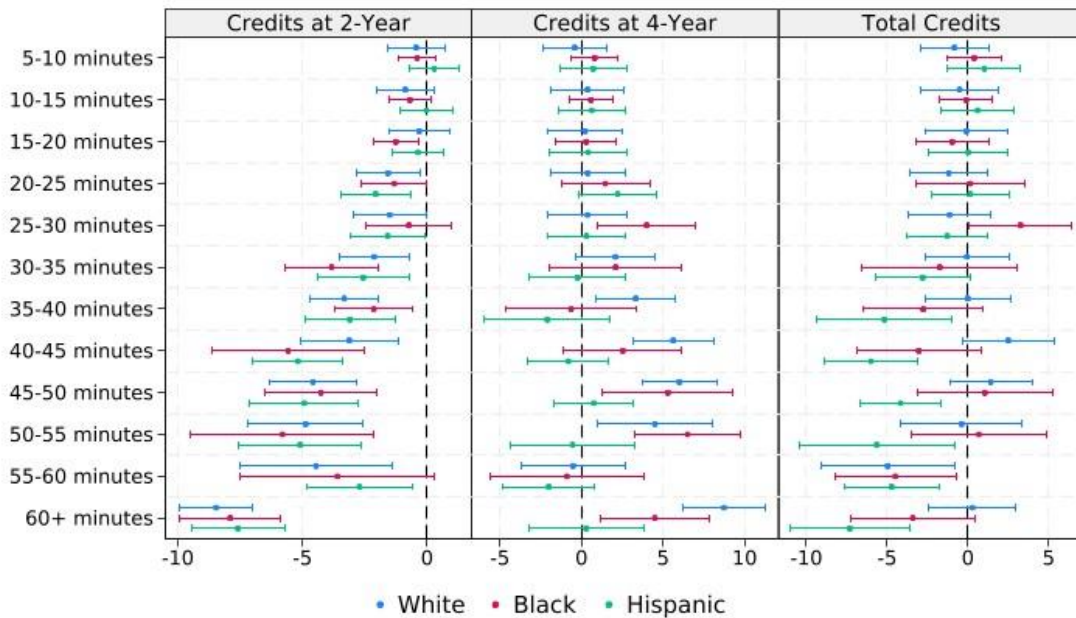 Credits at 2-Year Credits at 4-Year Total Credits
5-10 minutes
10-15 minutes
15-20 minutes
20-25 minutes
25-30 minutes
30-35 minutes
35-40 minutes
40-45 minutes
45-50 minutes
50-55 minutes
55-60 minutes
60+ minutes
-10 -5 0 -5 0 5 10 -10 -5 0 5
White Black Hispanic